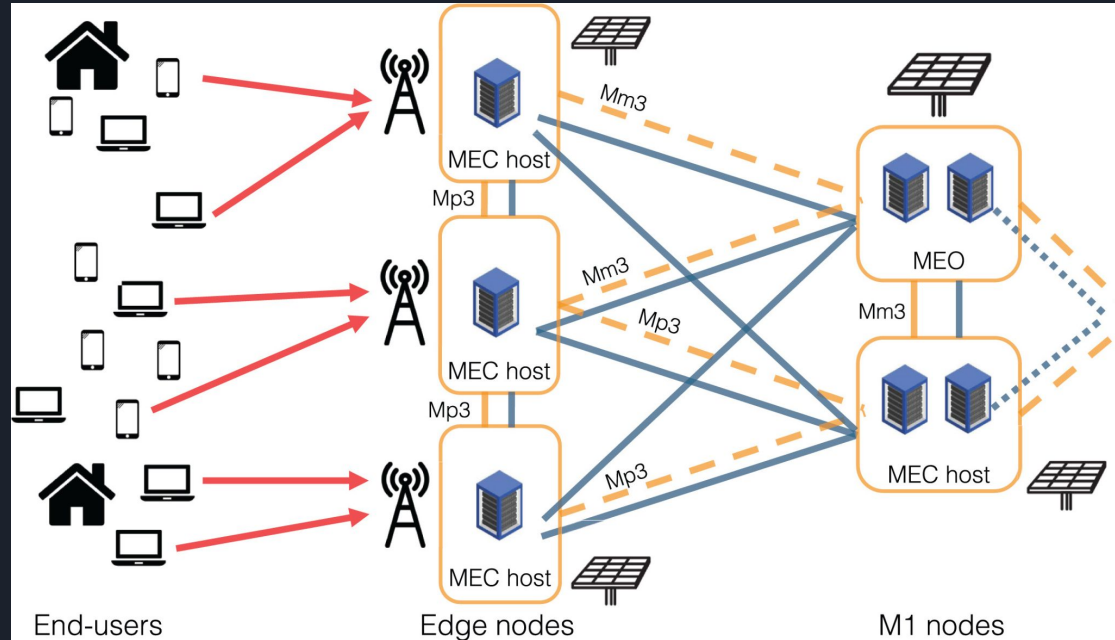 MEC host
Mp3
MEC host
Mp3
MEC host
Mm3
Mm3
Mp3
Mp3
MEO
Mm3
MEC host
End-users
Edge nodes
M1 nodes